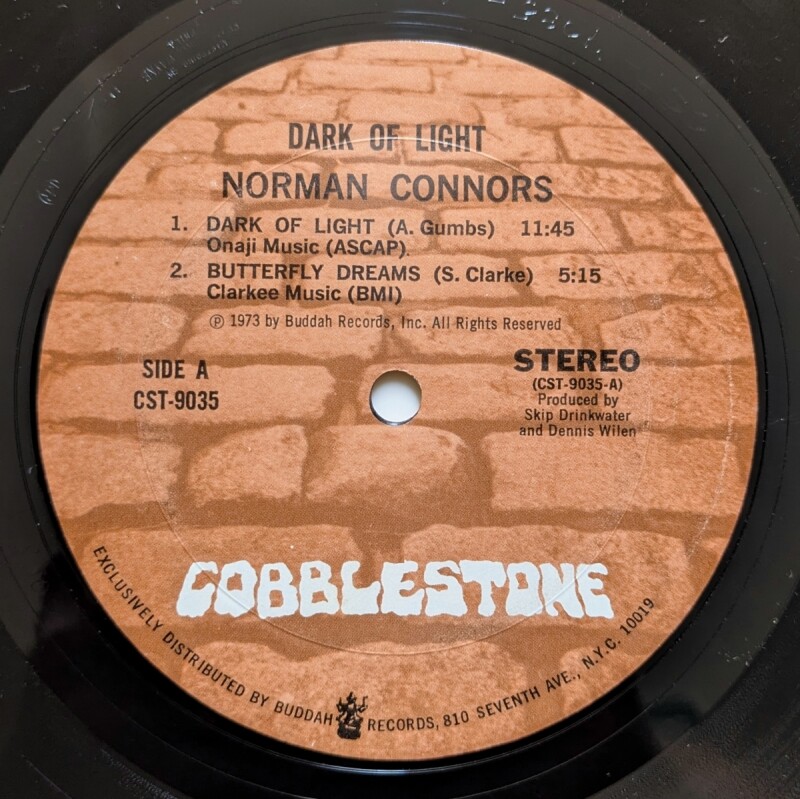 DARK OF LIGHT
NORMAN CONNORS
1. DARK OF LIGHT (A. Gumbs) 11:45
Onaji Music (ASCAP).
2. BUTTERFLY DREAMS (S. Clarke) 5:15
Clarkee Music (BMI)
℗ 1973 by Buddah Records, Inc. All Rights Reserved
SIDE A
CST-9035
STEREO
(CST-9035-A)
Produced by
Skip Drinkwater
and Dennis Wilen
COBBLESTONE
EXCLUSIVELY DISTRIBUTED BY BUDDAH RECORDS, 810 SEVENTH AVE., N.Y.C. 10019